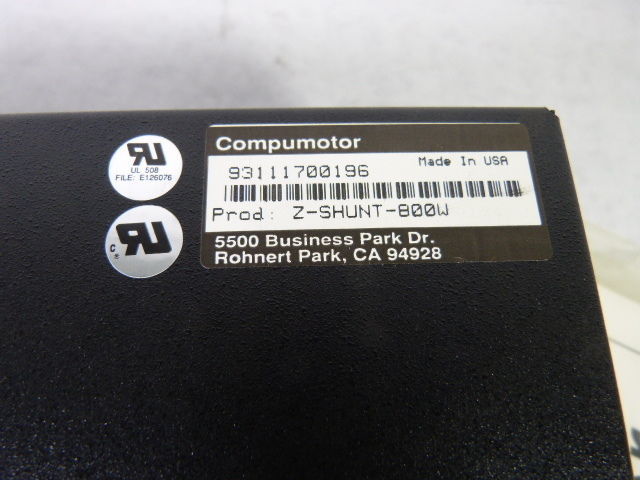 Compumotor
93111700196 Made In USA
Prod: Z-SHUNT-800W
5500 Business Park Dr.
Rohnert Park, CA 94928
UL 508
FILE: E126076
C
®